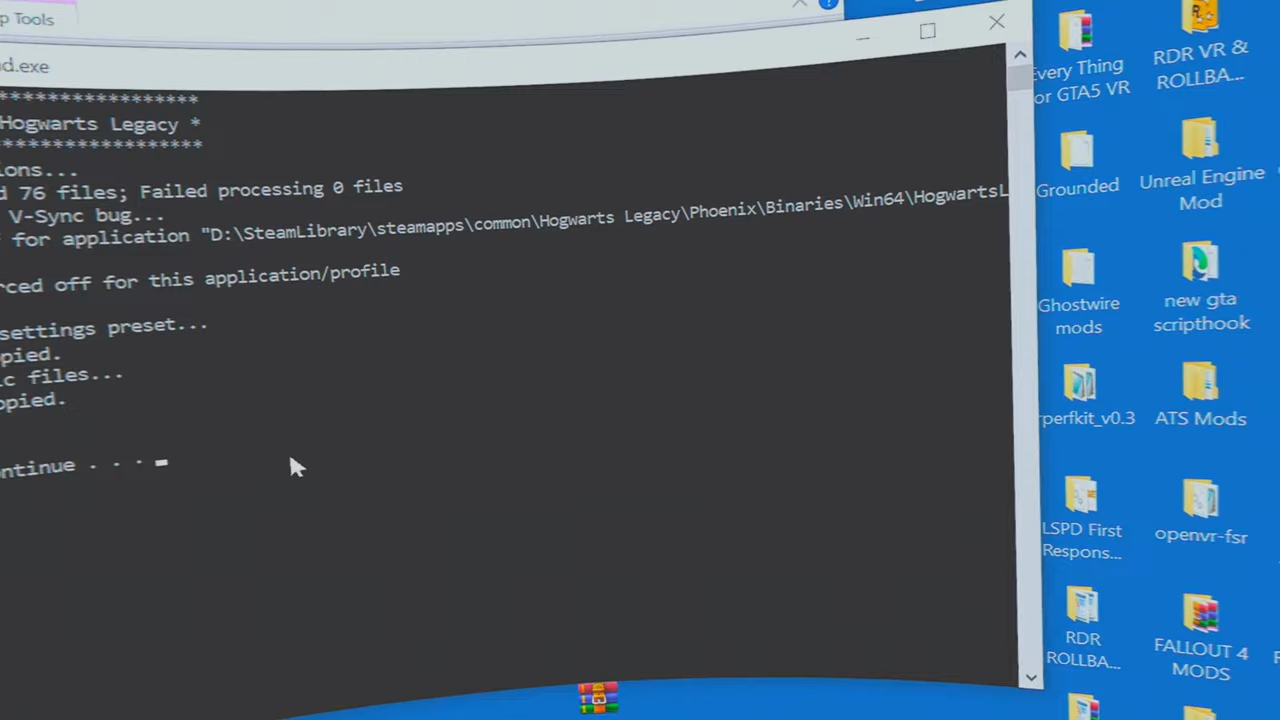 p Tools
d.exe
*****************
Hogwarts Legacy *
*****************
ions...
d 76 files; Failed processing 0 files
V-Sync bug...
for application "D:\SteamLibrary\steamapps\common\Hogwarts Legacy\Phoenix\Binaries\Win64\HogwartsL
rced off for this application/profile
settings preset...
pied.
c files...
opied.
ontinue . . .
Every Thing
or GTA5 VR
RDR VR &
ROLLBA...
Grounded
Unreal Engine
Mod
Ghostwire
mods
new gta
scripthook
rperfkit_v0.3
ATS Mods
LSPD First
Respons...
openvr-fsr
RDR
ROLLBA...
FALLOUT 4
MODS